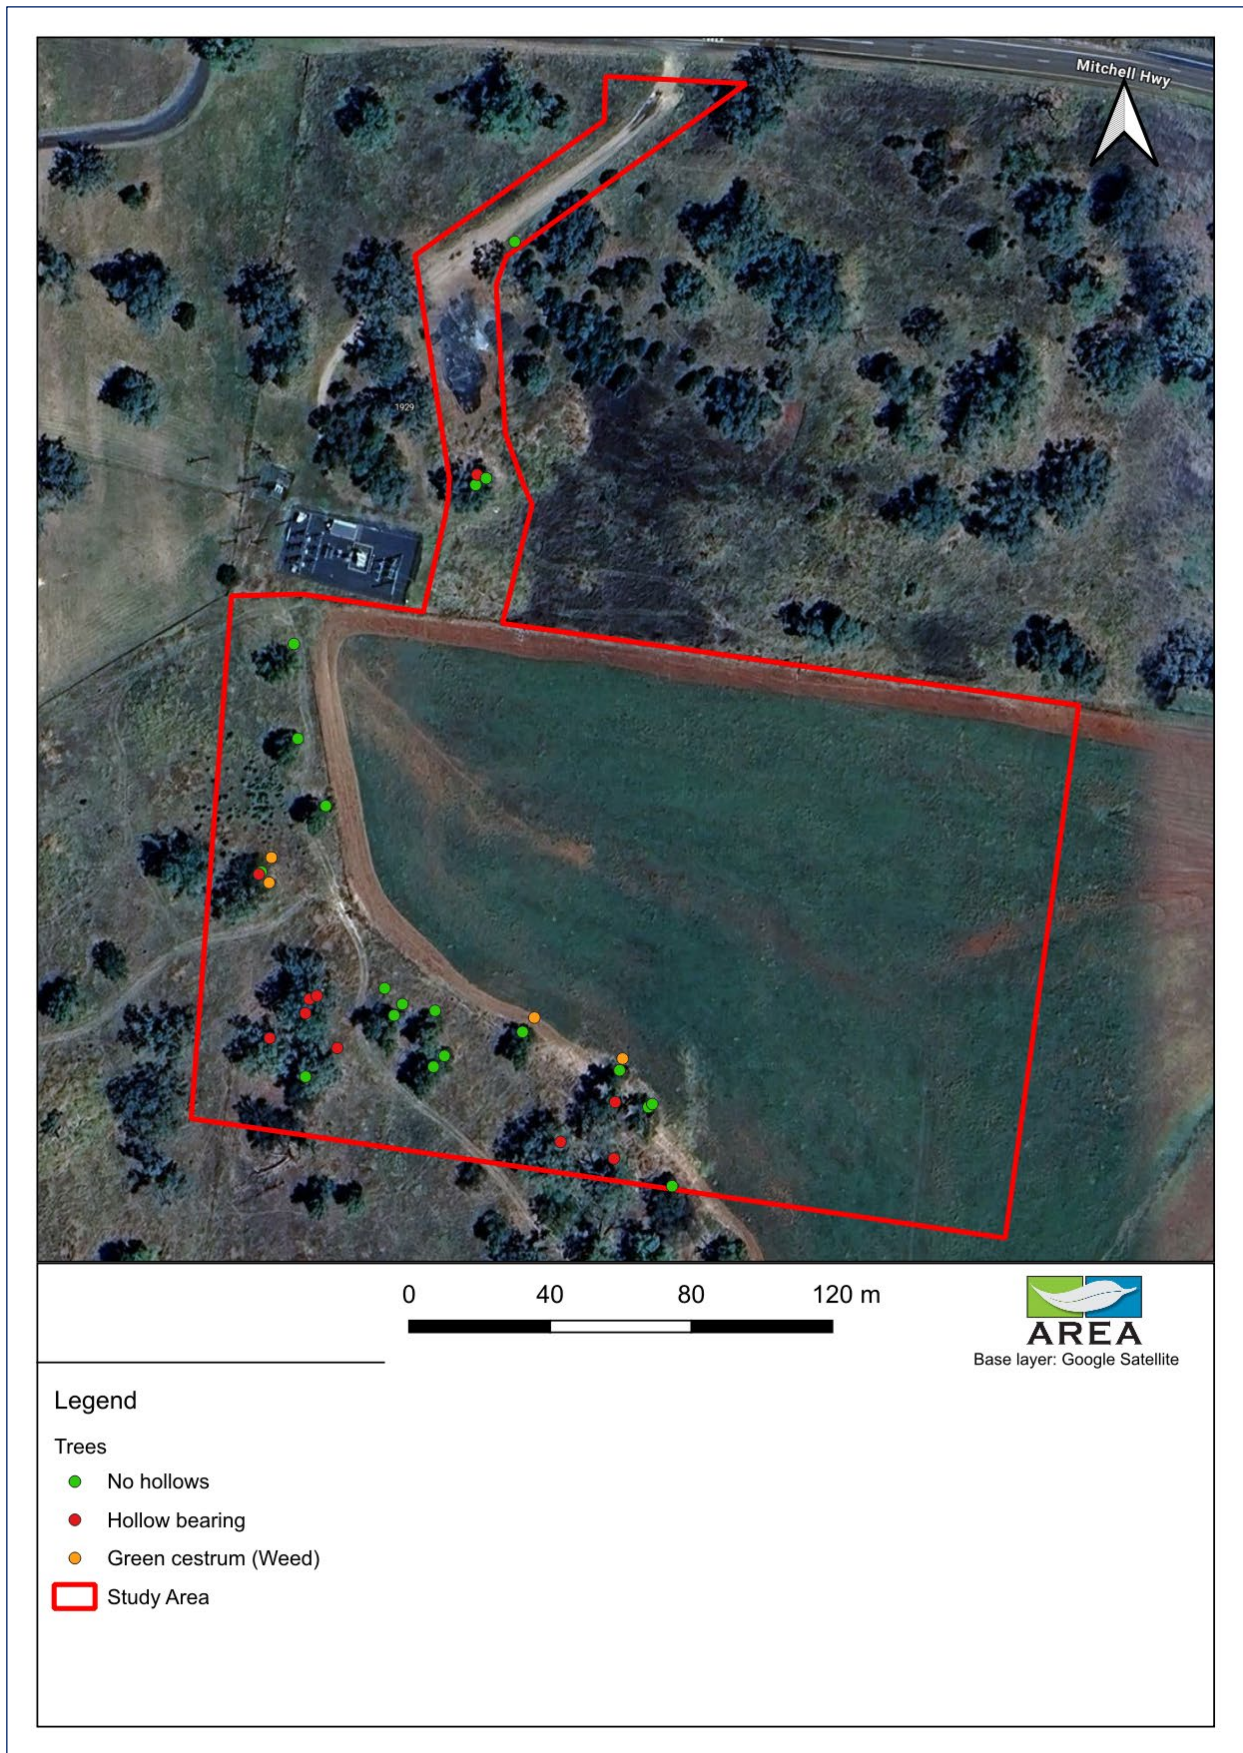 Mitchell Hwy
1929
0 40 80 120 m
AREA
Base layer: Google Satellite
Legend
Trees
No hollows
Hollow bearing
Green cestrum (Weed)
Study Area